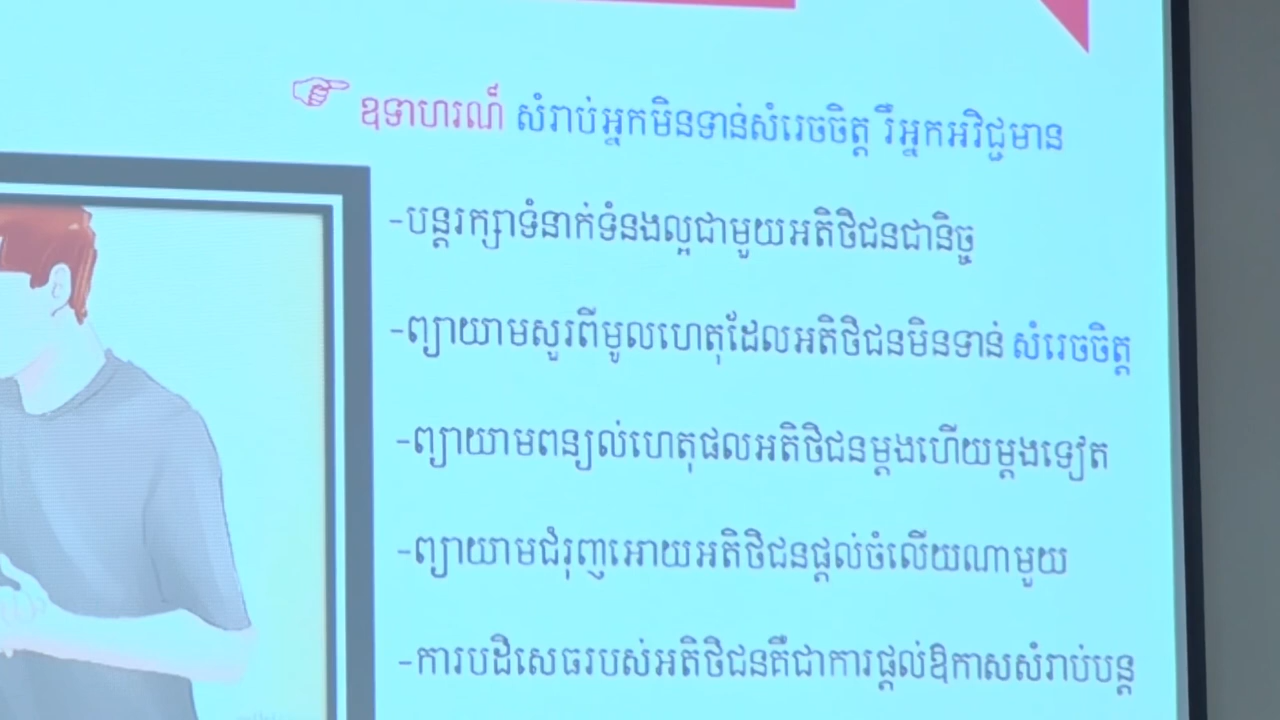 ☞ ឧទាហរណ៍ សំរាប់អ្នកមិនទាន់សំរេចចិត្ត រឺអ្នកអវិជ្ជមាន
-បន្តរក្សាទំនាក់ទំនងល្អជាមួយអតិថិជនជានិច្ច
-ព្យាយាមសួរពីមូលហេតុដែលអតិថិជនមិនទាន់ សំរេចចិត្ត
-ព្យាយាមពន្យល់ហេតុផលអតិថិជនម្តងហើយម្តងទៀត
-ព្យាយាមជំរុញអោយអតិថិជនផ្តល់ចំលើយណាមួយ
-ការបដិសេធរបស់អតិថិជនគឺជាការផ្តល់ឱកាសសំរាប់បន្ត